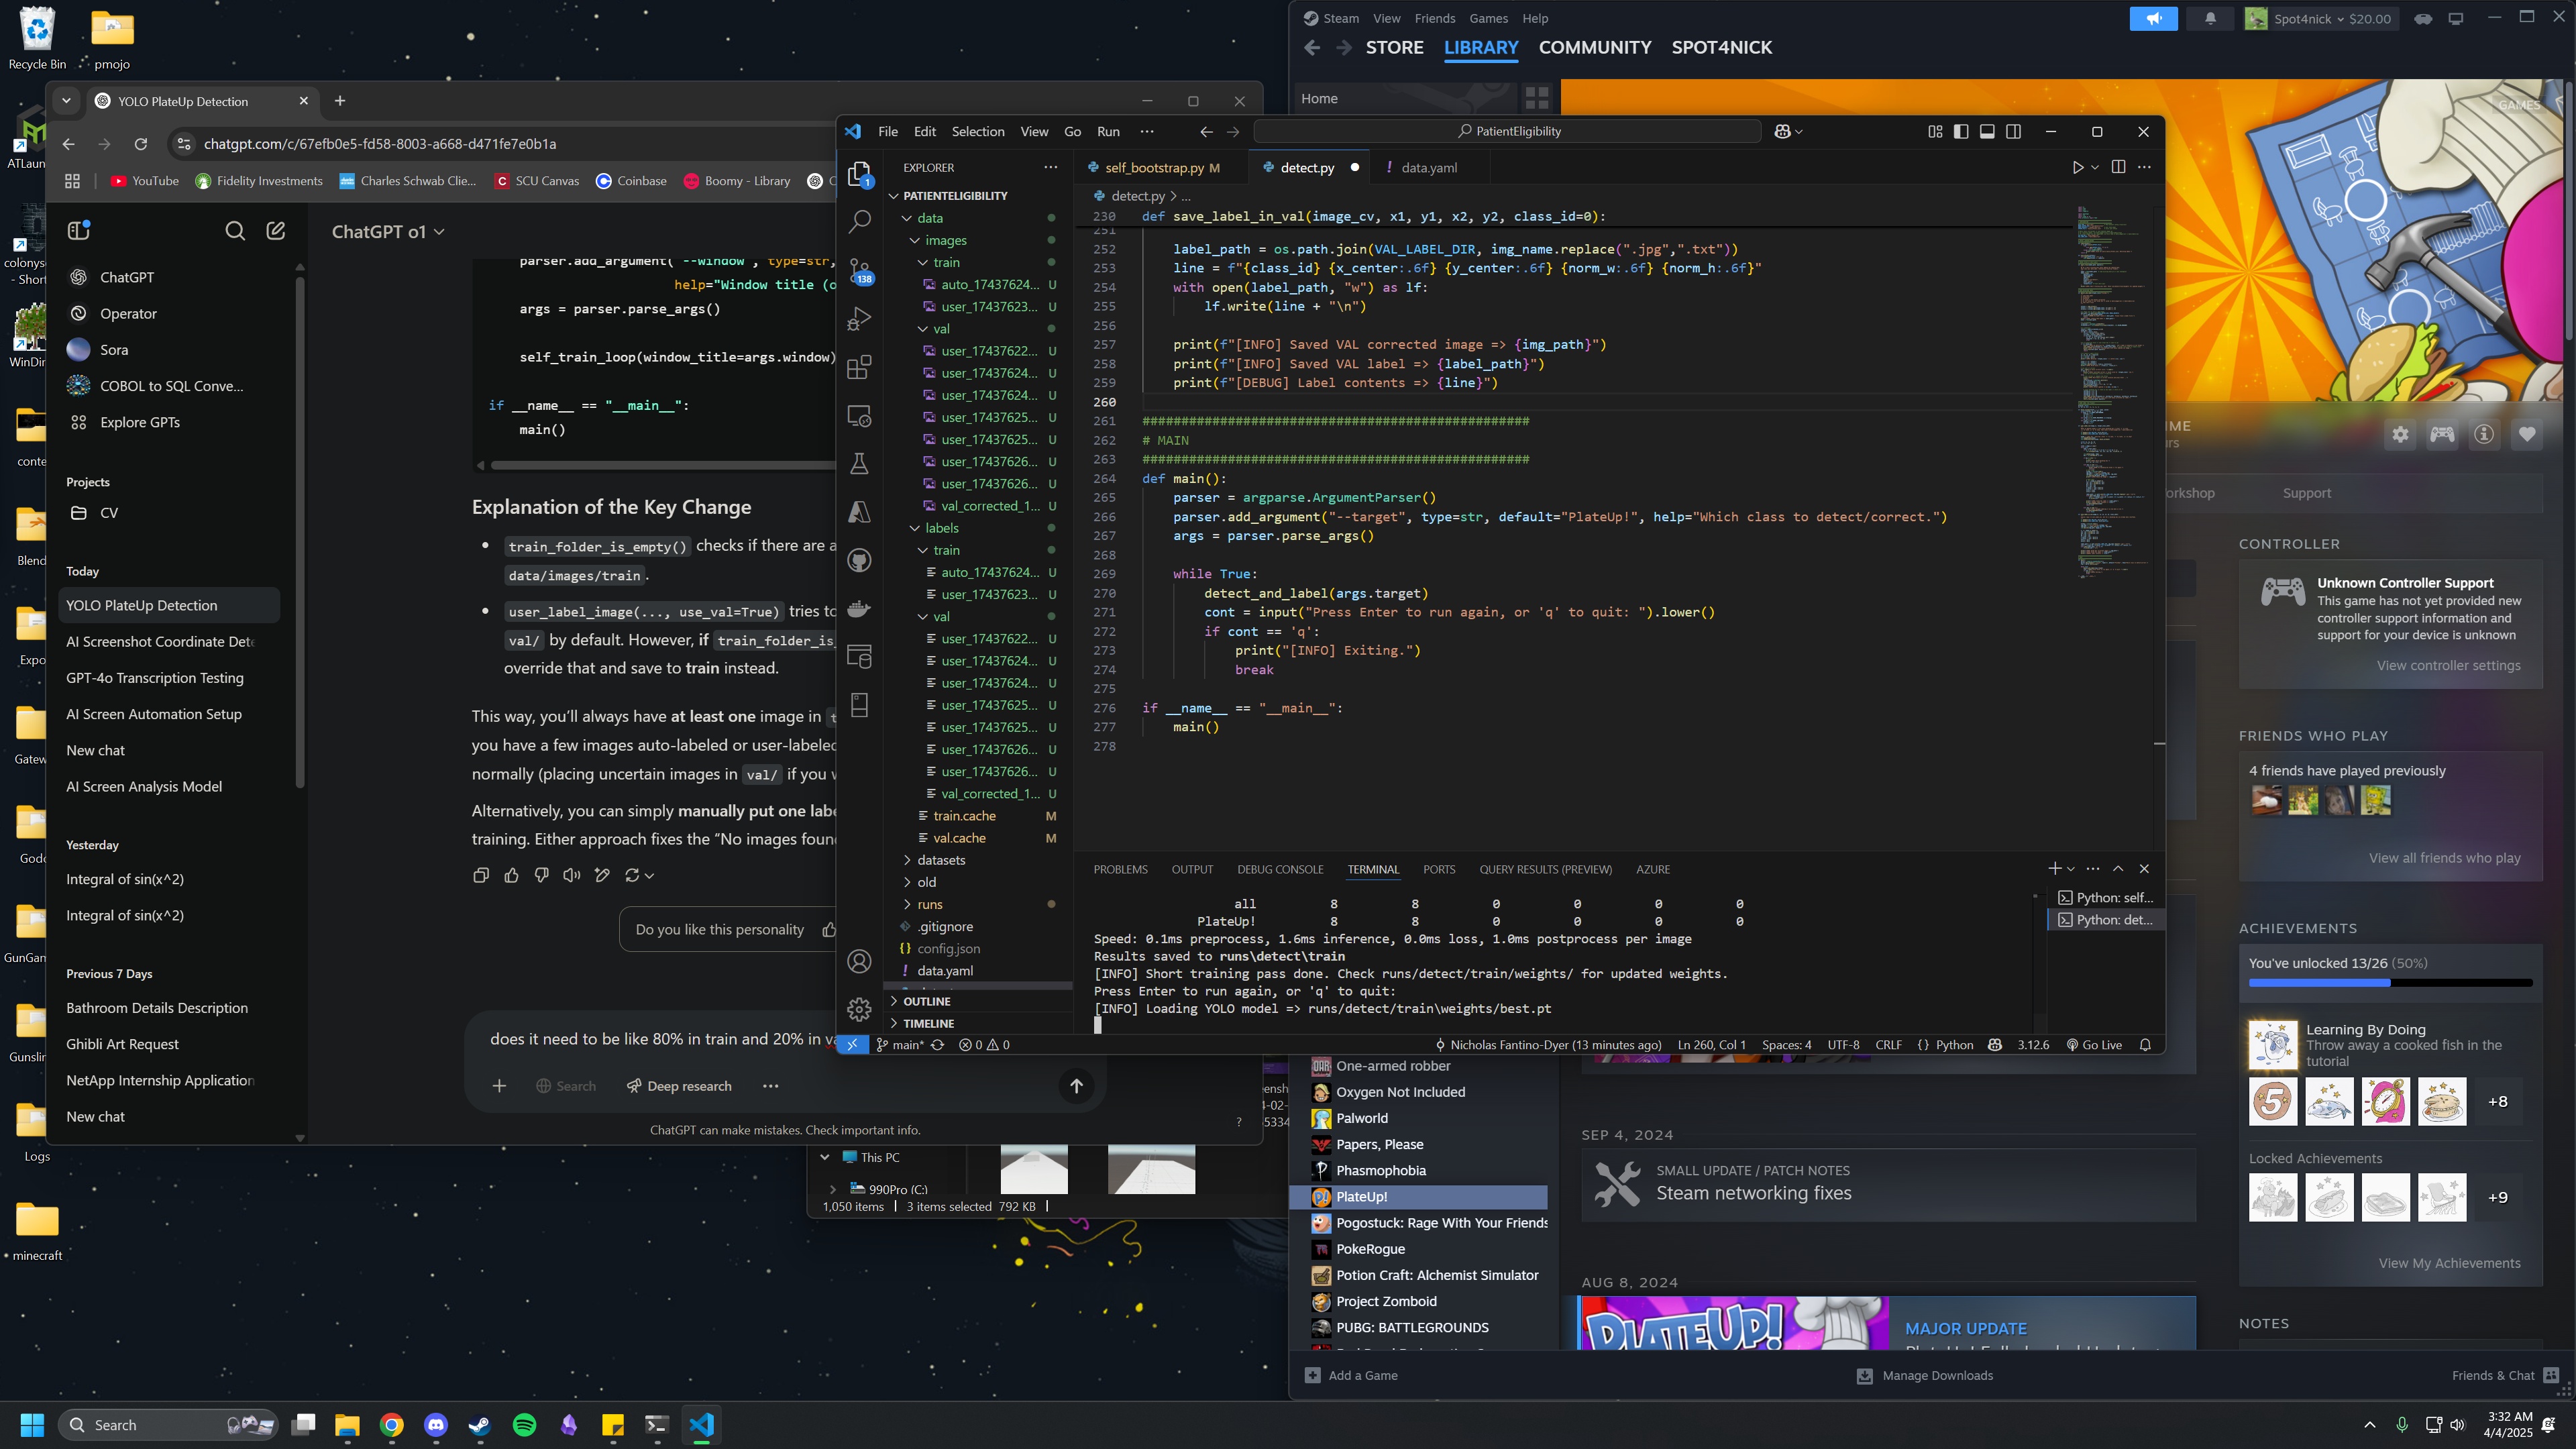 Recycle Bin
pmojo
ATLaun
colonys
- Short
WinDir
conte
Blend
Expo
Gatew
Godo
GunGan
Gunslin
Logs
minecraft
YOLO PlateUp Detection
chatgpt.com/c/67efb0e5-fd58-8003-a668-d471fe7e0b1a
YouTube
Fidelity Investments
Charles Schwab Clie...
SCU Canvas
Coinbase
Boomy - Library
ChatGPT
Operator
Sora
COBOL to SQL Conve...
Explore GPTs
Projects
CV
Today
YOLO PlateUp Detection
AI Screenshot Coordinate Dete
GPT-4o Transcription Testing
AI Screen Automation Setup
New chat
AI Screen Analysis Model
Yesterday
Integral of sin(x^2)
Integral of sin(x^2)
Previous 7 Days
Bathroom Details Description
Ghibli Art Request
NetApp Internship Application
New chat
ChatGPT o1
parser.add_argument("--window", type=str,
help="Window title (o
args = parser.parse_args()
self_train_loop(window_title=args.window)
if __name__ == "__main__":
main()
Explanation of the Key Change
train_folder_is_empty() checks if there are a
data/images/train.
user_label_image(..., use_val=True) tries to
val/ by default. However, if train_folder_is_
override that and save to train instead.
This way, you'll always have at least one image in t
you have a few images auto-labeled or user-labeled
normally (placing uncertain images in val/ if you w
Alternatively, you can simply manually put one labe
training. Either approach fixes the "No images foun
Do you like this personality
does it need to be like 80% in train and 20% in va
Search
Deep research
ChatGPT can make mistakes. Check important info.
?
File Edit Selection View Go Run ...
PatientEligibility
1
138
EXPLORER
PATIENTELIGIBILITY
data
images
train
auto_17437624... U
user_17437623... U
val
user_17437622... U
user_17437624... U
user_17437624... U
user_17437625... U
user_17437625... U
user_17437626... U
user_17437626... U
val_corrected_1... U
labels
train
auto_17437624... U
user_17437623... U
val
user_17437622... U
user_17437624... U
user_17437624... U
user_17437625... U
user_17437625... U
user_17437626... U
user_17437626... U
val_corrected_1... U
train.cache M
val.cache M
datasets
old
runs
.gitignore
config.json
data.yaml
OUTLINE
TIMELINE
self_bootstrap.py M
detect.py
data.yaml
detect.py > ...
230 def save_label_in_val(image_cv, x1, y1, x2, y2, class_id=0):
251
252 label_path = os.path.join(VAL_LABEL_DIR, img_name.replace(".jpg",".txt"))
253 line = f"{class_id} {x_center:.6f} {y_center:.6f} {norm_w:.6f} {norm_h:.6f}"
254 with open(label_path, "w") as lf:
255 lf.write(line + "\n")
256
257 print(f"[INFO] Saved VAL corrected image => {img_path}")
258 print(f"[INFO] Saved VAL label => {label_path}")
259 print(f"[DEBUG] Label contents => {line}")
260
261 ##################################################
262 # MAIN
263 ##################################################
264 def main():
265 parser = argparse.ArgumentParser()
266 parser.add_argument("--target", type=str, default="PlateUp!", help="Which class to detect/correct.")
267 args = parser.parse_args()
268
269 while True:
270 detect_and_label(args.target)
271 cont = input("Press Enter to run again, or 'q' to quit: ").lower()
272 if cont == 'q':
273 print("[INFO] Exiting.")
274 break
275
276 if __name__ == "__main__":
277 main()
278
PROBLEMS OUTPUT DEBUG CONSOLE TERMINAL PORTS QUERY RESULTS (PREVIEW) AZURE
all 8 8 0 0 0 0
PlateUp! 8 8 0 0 0 0
Speed: 0.1ms preprocess, 1.6ms inference, 0.0ms loss, 1.0ms postprocess per image
Results saved to runs\detect\train
[INFO] Short training pass done. Check runs/detect/train/weights/ for updated weights.
Press Enter to run again, or 'q' to quit:
[INFO] Loading YOLO model => runs/detect/train\weights/best.pt
Python: self...
Python: det...
main* 0 0
Nicholas Fantino-Dyer (13 minutes ago) Ln 260, Col 1 Spaces: 4 UTF-8 CRLF {} Python 3.12.6 Go Live
This PC
990Pro (C:)
1,050 items
3 items selected 792 KB
Steam View Friends Games Help
Spot4nick $20.00
STORE LIBRARY COMMUNITY SPOT4NICK
Home
GAMES
Support
CONTROLLER
Unknown Controller Support
This game has not yet provided new
controller support information and
support for your device is unknown
View controller settings
FRIENDS WHO PLAY
4 friends have played previously
View all friends who play
ACHIEVEMENTS
You've unlocked 13/26 (50%)
Learning By Doing
Throw away a cooked fish in the
tutorial
5
+8
Locked Achievements
+9
View My Achievements
NOTES
One-armed robber
Oxygen Not Included
Palworld
Papers, Please
Phasmophobia
PlateUp!
Pogostuck: Rage With Your Friends
PokeRogue
Potion Craft: Alchemist Simulator
Project Zomboid
PUBG: BATTLEGROUNDS
SEP 4, 2024
SMALL UPDATE / PATCH NOTES
Steam networking fixes
AUG 8, 2024
PLATEUP!
MAJOR UPDATE
Add a Game
Manage Downloads
Friends & Chat
Search
3:32 AM
4/4/2025